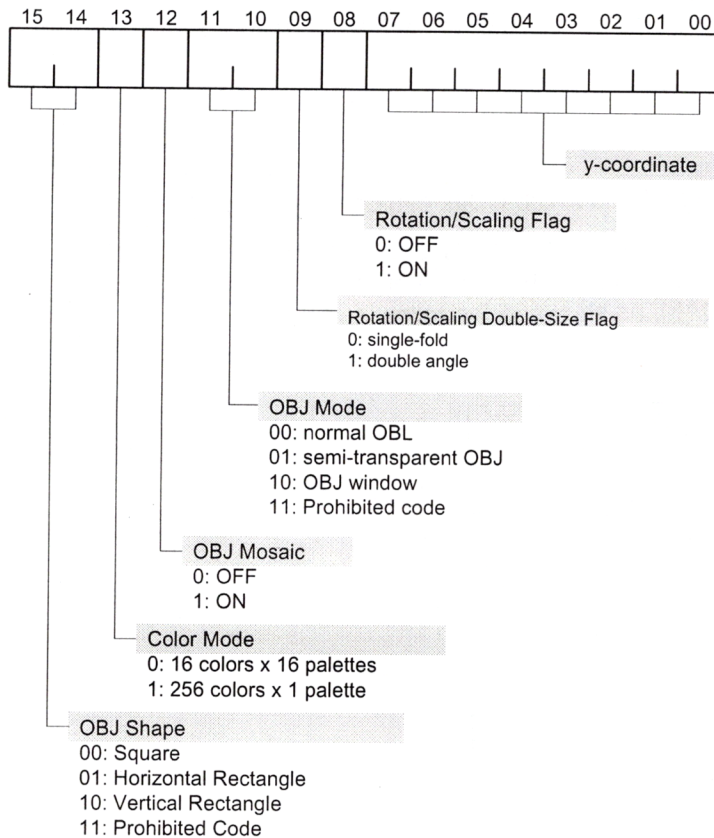 15 14 13 12 11 10 09 08 07 06 05 04 03 02 01 00
y-coordinate
Rotation/Scaling Flag
0: OFF
1: ON
Rotation/Scaling Double-Size Flag
0: single-fold
1: double angle
OBJ Mode
00: normal OBL
01: semi-transparent OBJ
10: OBJ window
11: Prohibited code
OBJ Mosaic
0: OFF
1: ON
Color Mode
0: 16 colors x 16 palettes
1: 256 colors x 1 palette
OBJ Shape
00: Square
01: Horizontal Rectangle
10: Vertical Rectangle
11: Prohibited Code